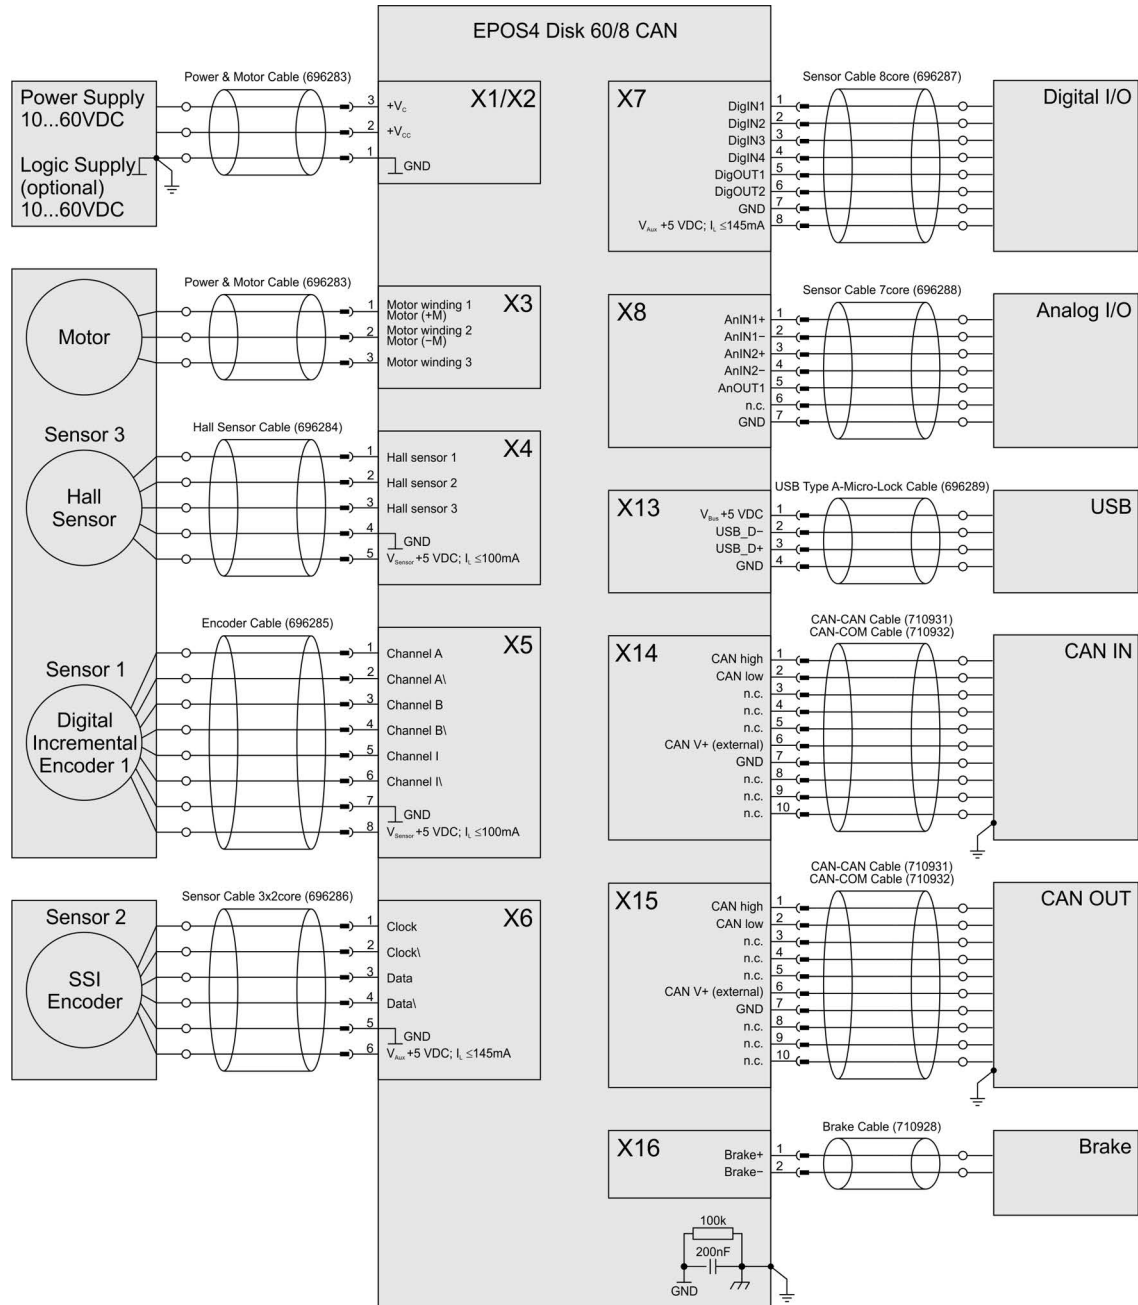 EPOS4 Disk 60/8 CAN
Power Supply
10...60VDC
Logic Supply
(optional)
10...60VDC
Power & Motor Cable (696283)
X1/X2
3 +Vc
2 +Vcc
1 GND
Motor
Power & Motor Cable (696283)
X3
1 Motor winding 1
Motor (+M)
2 Motor winding 2
Motor (−M)
3 Motor winding 3
Sensor 3
Hall
Sensor
Hall Sensor Cable (696284)
X4
1 Hall sensor 1
2 Hall sensor 2
3 Hall sensor 3
4 GND
5 VSensor +5 VDC; IL ≤100mA
Sensor 1
Digital
Incremental
Encoder 1
Encoder Cable (696285)
X5
1 Channel A
2 Channel A\
3 Channel B
4 Channel B\
5 Channel I
6 Channel I\
7 GND
8 VSensor +5 VDC; IL ≤100mA
Sensor 2
SSI
Encoder
Sensor Cable 3x2core (696286)
X6
1 Clock
2 Clock\
3 Data
4 Data\
5 GND
6 VAux +5 VDC; IL ≤145mA
X7
Sensor Cable 8core (696287)
Digital I/O
DigIN1 1
DigIN2 2
DigIN3 3
DigIN4 4
DigOUT1 5
DigOUT2 6
GND 7
VAux +5 VDC; IL ≤145mA 8
X8
Sensor Cable 7core (696288)
Analog I/O
AnIN1+ 1
AnIN1− 2
AnIN2+ 3
AnIN2− 4
AnOUT1 5
n.c. 6
GND 7
X13
USB Type A-Micro-Lock Cable (696289)
USB
VBus +5 VDC 1
USB_D− 2
USB_D+ 3
GND 4
X14
CAN-CAN Cable (710931)
CAN-COM Cable (710932)
CAN IN
CAN high 1
CAN low 2
n.c. 3
n.c. 4
n.c. 5
CAN V+ (external) 6
GND 7
n.c. 8
n.c. 9
n.c. 10
X15
CAN-CAN Cable (710931)
CAN-COM Cable (710932)
CAN OUT
CAN high 1
CAN low 2
n.c. 3
n.c. 4
n.c. 5
CAN V+ (external) 6
GND 7
n.c. 8
n.c. 9
n.c. 10
X16
Brake Cable (710928)
Brake
Brake+ 1
Brake− 2
100k
200nF
GND